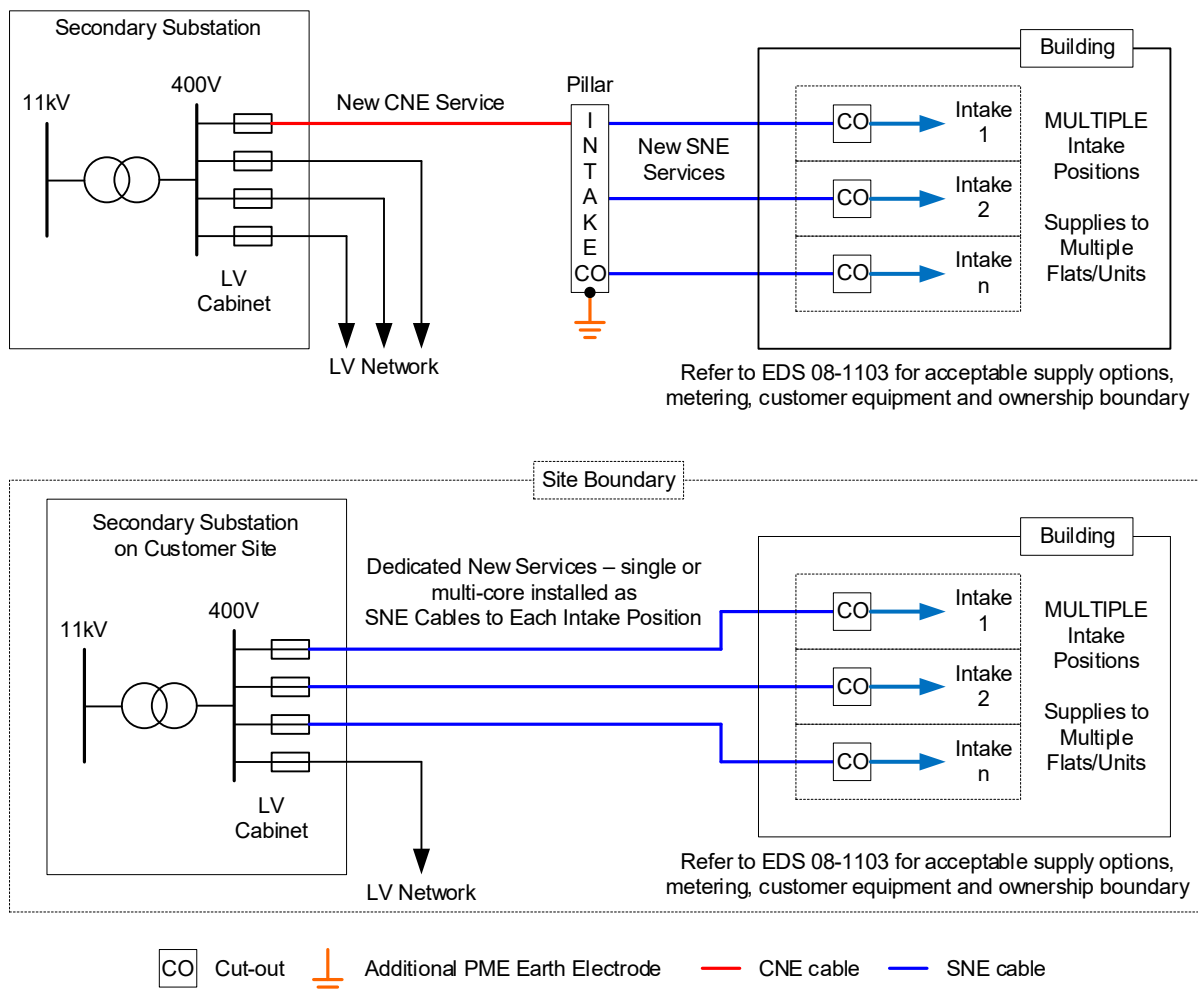 Secondary Substation
11kV
400V
LV
Cabinet
LV Network
New CNE Service
Pillar
I
N
T
A
K
E
CO
New SNE
Services
Building
CO
Intake
1
CO
Intake
2
CO
Intake
n
MULTIPLE
Intake
Positions
Supplies to
Multiple
Flats/Units
Refer to EDS 08-1103 for acceptable supply options,
metering, customer equipment and ownership boundary
Site Boundary
Secondary Substation
on Customer Site
11kV
400V
LV
Cabinet
LV Network
Dedicated New Services – single or
multi-core installed as
SNE Cables to Each Intake Position
Building
CO
Intake
1
CO
Intake
2
CO
Intake
n
MULTIPLE
Intake
Positions
Supplies to
Multiple
Flats/Units
Refer to EDS 08-1103 for acceptable supply options,
metering, customer equipment and ownership boundary
CO Cut-out Additional PME Earth Electrode CNE cable SNE cable